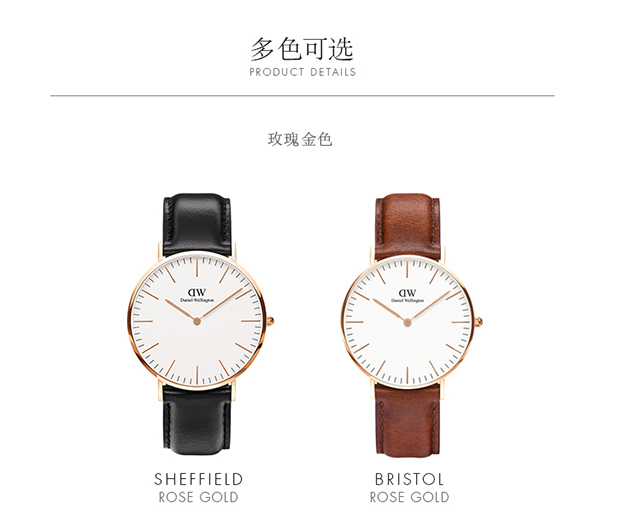 多色可选
PRODUCT DETAILS
玫瑰金色
DW
Daniel Wellington
DW
Daniel Wellington
SHEFFIELD
ROSE GOLD
BRISTOL
ROSE GOLD